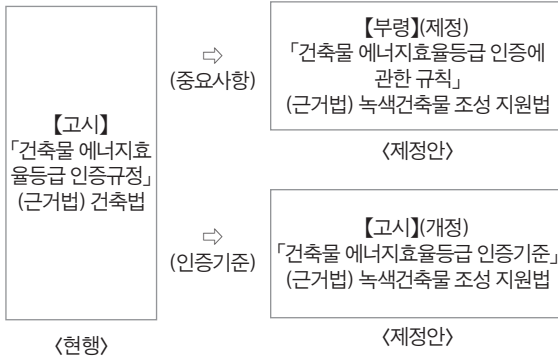 【고시】
「건축물 에너지효
율등급 인증규정」
(근거법) 건축법
〈현행〉
⇨
(중요사항)
【부령】(제정)
「건축물 에너지효율등급 인증에
관한 규칙」
(근거법) 녹색건축물 조성 지원법
〈제정안〉
⇨
(인증기준)
【고시】(개정)
「건축물 에너지효율등급 인증기준」
(근거법) 녹색건축물 조성 지원법
〈제정안〉